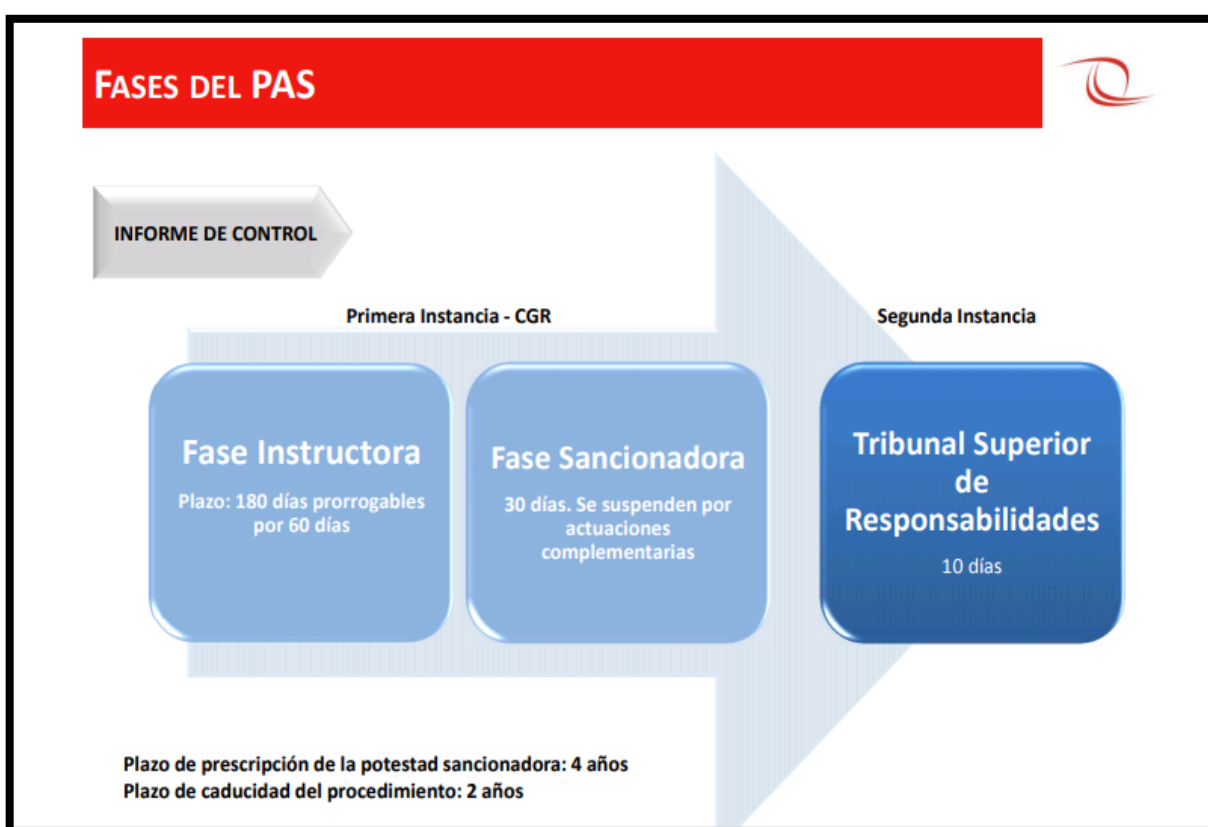 FASES DEL PAS
INFORME DE CONTROL
Primera Instancia - CGR
Segunda Instancia
Fase Instructora
Plazo: 180 días prorrogables
por 60 días
Fase Sancionadora
30 días. Se suspenden por
actuaciones
complementarias
Tribunal Superior
de
Responsabilidades
10 días
Plazo de prescripción de la potestad sancionadora: 4 años
Plazo de caducidad del procedimiento: 2 años